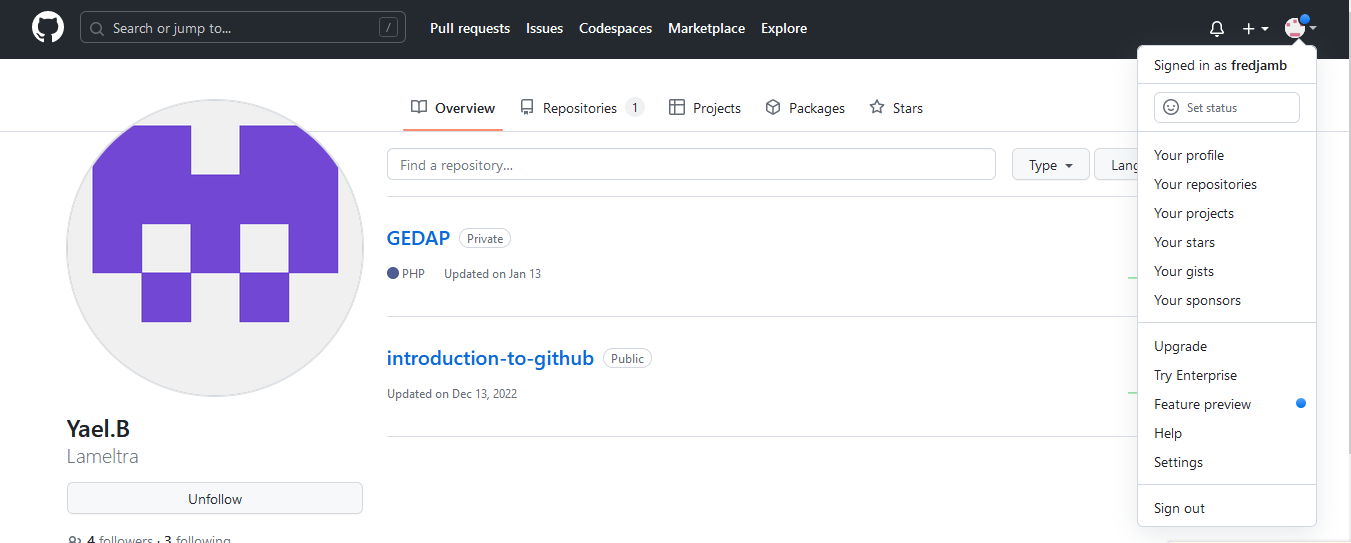 Search or jump to... / Pull requests Issues Codespaces Marketplace Explore
Signed in as fredjamb
Set status
Your profile
Your repositories
Your projects
Your stars
Your gists
Your sponsors
Upgrade
Try Enterprise
Feature preview
Help
Settings
Sign out
Overview Repositories 1 Projects Packages Stars
Find a repository... Type Lang
GEDAP Private
PHP Updated on Jan 13
introduction-to-github Public
Updated on Dec 13, 2022
Yael.B
Lameltra
Unfollow
4 followers · 3 following